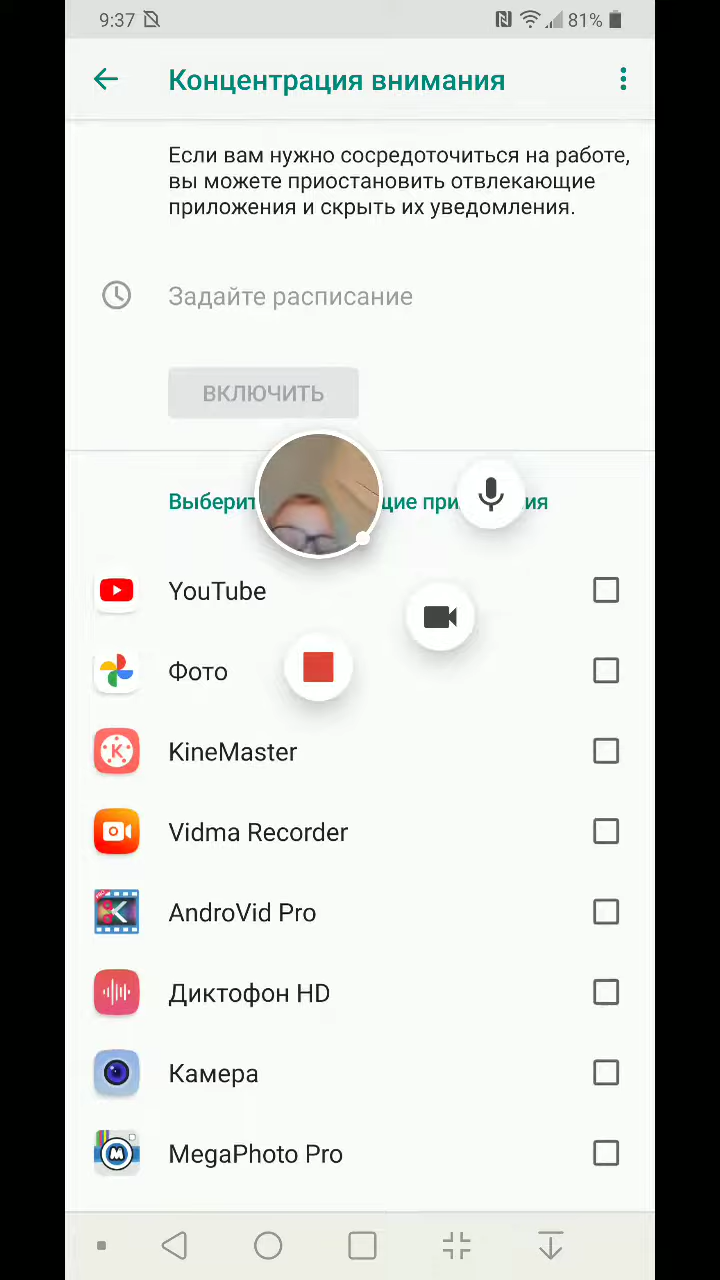 9:37 81%
Концентрация внимания
Если вам нужно сосредоточиться на работе,
вы можете приостановить отвлекающие
приложения и скрыть их уведомления.
Задайте расписание
ВКЛЮЧИТЬ
YouTube
Фото
KineMaster
Vidma Recorder
AndroVid Pro
Диктофон HD
Камера
MegaPhoto Pro